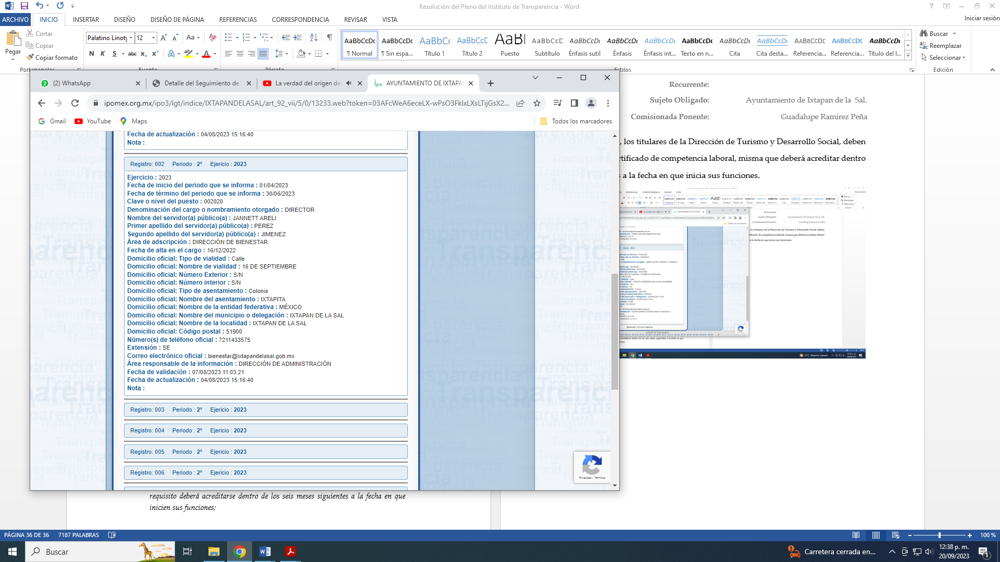 Resolución del Pleno del Instituto de Transparencia - Word
ARCHIVO INICIO INSERTAR DISEÑO DISEÑO DE PÁGINA REFERENCIAS CORRESPONDENCIA REVISAR VISTA Iniciar sesión
Pegar Cortar
Copiar
Copiar formato
Palatino Linoty 12
N K S abc x₂ x²
AaBbCcDc AaBbCcDc AaBbCc AaBbCcD AaBl AaBbCcD AaBbCcDc AaBbCcDc AaBbCcDc AaBbCcDc AaBbCcDc AaBbCcDc AABBCCDE AABBCCDE AaBbCcDc
¶ Normal ¶ Sin espa... Título 1 Título 2 Puesto Subtítulo Énfasis sutil Énfasis Énfasis int... Texto en n... Cita Cita desta... Referencia... Referencia... Título del l...
Buscar
Reemplazar
Seleccionar
Estilos Edición
(2) WhatsApp Detalle del Seguimiento de La verdad del origen de AYUNTAMIENTO DE IXTAPA
ipomex.org.mx/ipo3/lgt/indice/IXTAPANDELASAL/art_92_vii/5/0/13233.web?token=03AFcWeA6eceLX-wPsO3FklxLXsLTijGsX2...
Gmail YouTube Maps Todos los marcadores
Fecha de actualización : 04/08/2023 15:16:40
Nota :
Registro: 002 Periodo : 2° Ejercicio : 2023
Ejercicio : 2023
Fecha de inicio del periodo que se informa : 01/04/2023
Fecha de término del periodo que se informa : 30/06/2023
Clave o nivel del puesto : 002020
Denominación del cargo o nombramiento otorgado : DIRECTOR
Nombre del servidor(a) público(a) : JANNETT ARELI
Primer apellido del servidor(a) público(a) : PEREZ
Segundo apellido del servidor(a) público(a) : JIMENEZ
Área de adscripción : DIRECCIÓN DE BIENESTAR
Fecha de alta en el cargo : 16/12/2022
Domicilio oficial: Tipo de vialidad : Calle
Domicilio oficial: Nombre de vialidad : 16 DE SEPTIEMBRE
Domicilio oficial: Número Exterior : S/N
Domicilio oficial: Número interior : S/N
Domicilio oficial: Tipo de asentamiento : Colonia
Domicilio oficial: Nombre del asentamiento : IXTAPITA
Domicilio oficial: Nombre de la entidad federativa : MÉXICO
Domicilio oficial: Nombre del municipio o delegación : IXTAPAN DE LA SAL
Domicilio oficial: Nombre de la localidad : IXTAPAN DE LA SAL
Domicilio oficial: Código postal : 51900
Número(s) de teléfono oficial : 7211433575
Extensión : SE
Correo electrónico oficial : bienestar@ixtapandelasal.gob.mx
Área responsable de la información : DIRECCIÓN DE ADMINISTRACIÓN
Fecha de validación : 07/08/2023 11:03:21
Fecha de actualización : 04/08/2023 15:16:40
Nota :
Registro: 003 Periodo : 2° Ejercicio : 2023
Registro: 004 Periodo : 2° Ejercicio : 2023
Registro: 005 Periodo : 2° Ejercicio : 2023
Registro: 006 Periodo : 2° Ejercicio : 2023
Privacidad - Términos
Recurrente:
Sujeto Obligado: Ayuntamiento de Ixtapan de la Sal.
Comisionada Ponente: Guadalupe Ramírez Peña
, los titulares de la Dirección de Turismo y Desarrollo Social, deben
rtificado de competencia laboral, misma que deberá acreditar dentro
s a la fecha en que inicia sus funciones.
requisito deberá acreditarse dentro de los seis meses siguientes a la fecha en que
inicien sus funciones;
PÁGINA 36 DE 36 7187 PALABRAS 100 %
Buscar Carretera cerrada en... 12:38 p. m.
20/09/2023